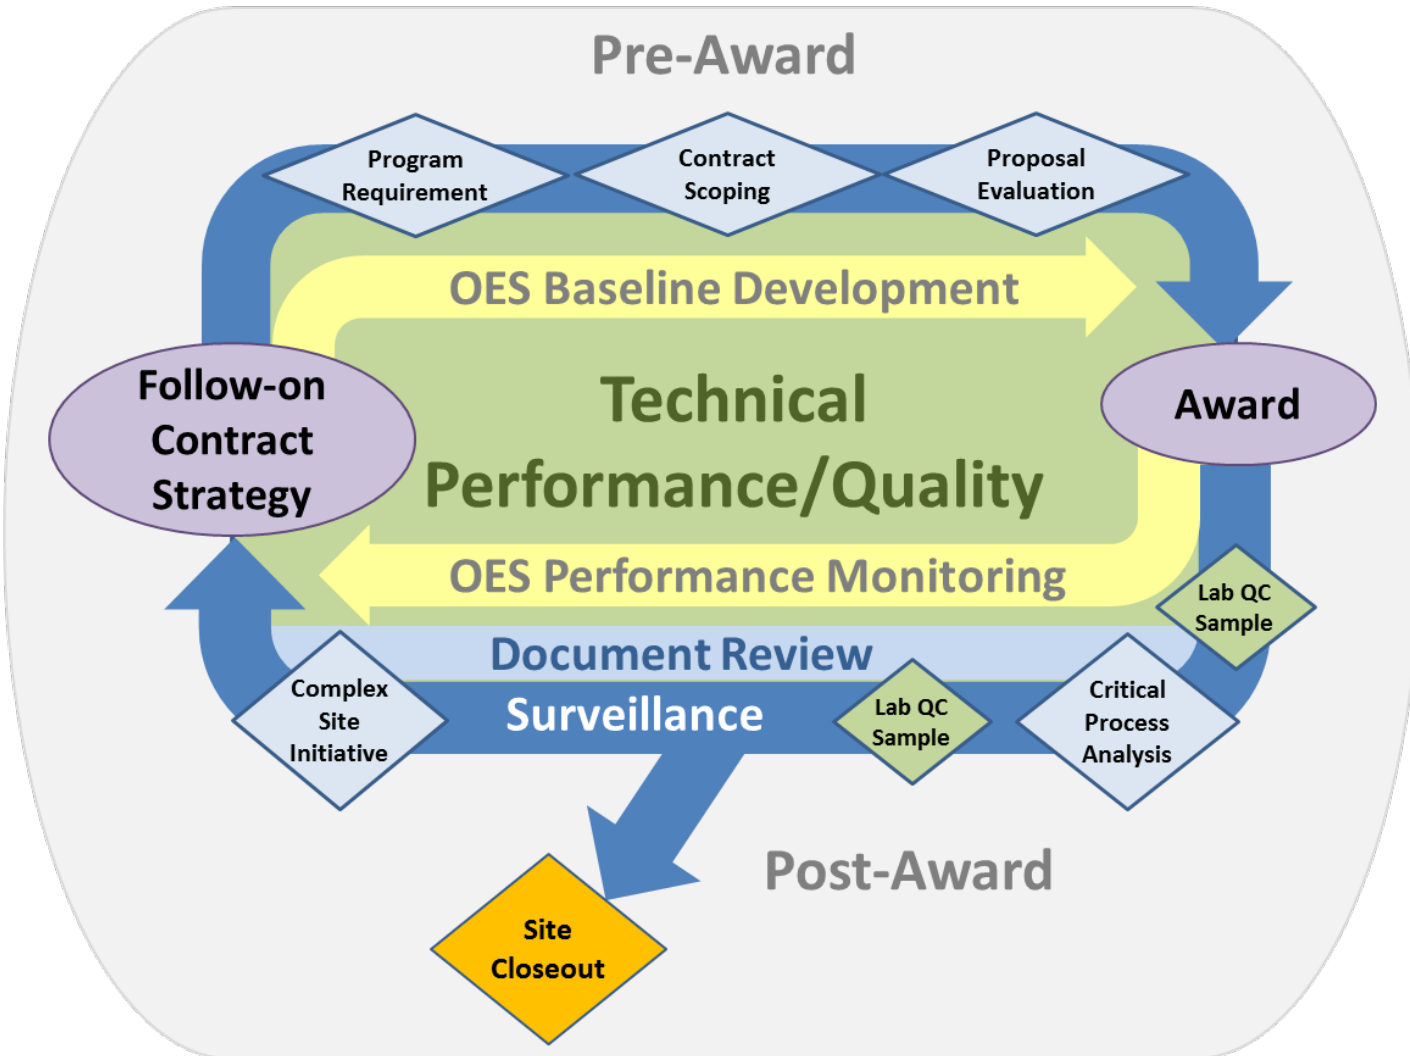 Pre-Award
Program
Requirement
Contract
Scoping
Proposal
Evaluation
OES Baseline Development
Follow-on
Contract
Strategy
Technical
Performance/Quality
Award
OES Performance Monitoring
Lab QC
Sample
Document Review
Complex
Site
Initiative
Surveillance
Lab QC
Sample
Critical
Process
Analysis
Post-Award
Site
Closeout